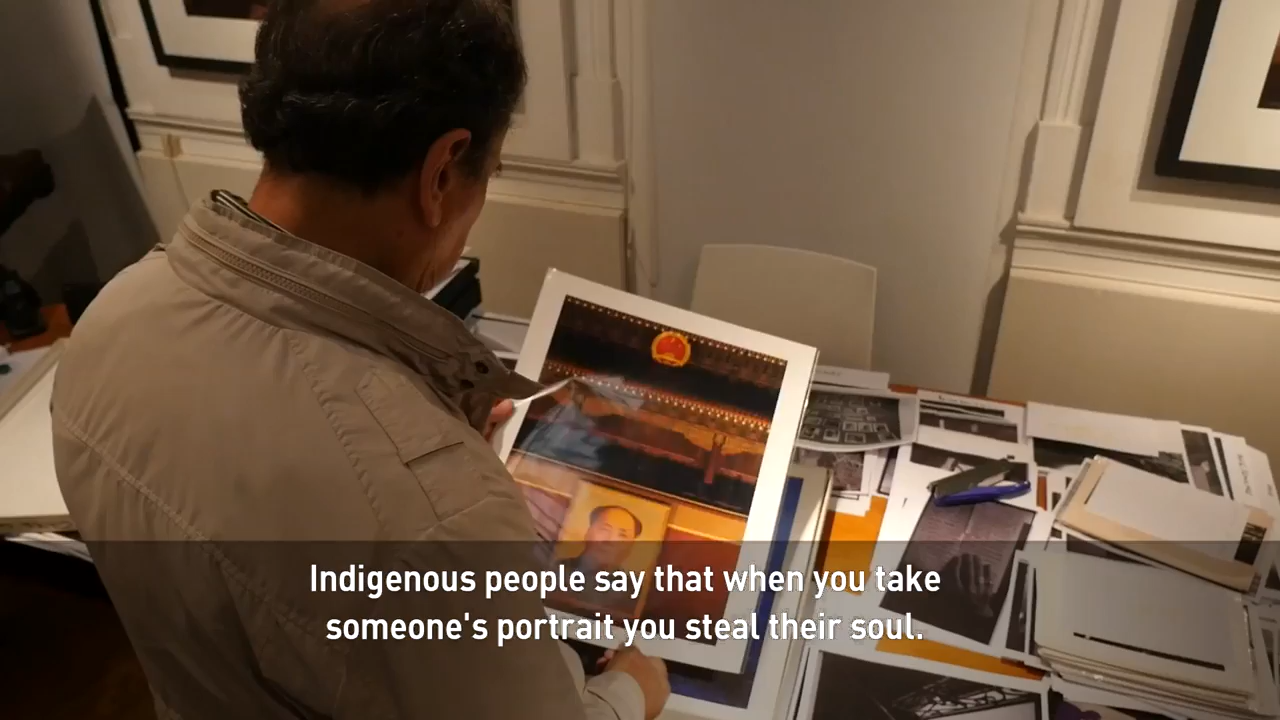 Indigenous people say that when you take
someone's portrait you steal their soul.